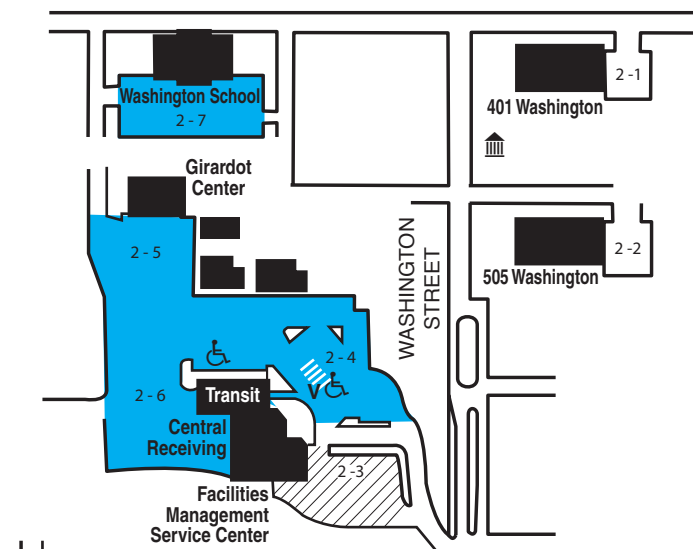 2 -1
Washington School
2 - 7
401 Washington
Girardot
Center
WASHINGTON
STREET
2 - 5
2 -2
505 Washington
2 - 4
2 - 6
Transit
V
Central
Receiving
2 -3
Facilities
Management
Service Center